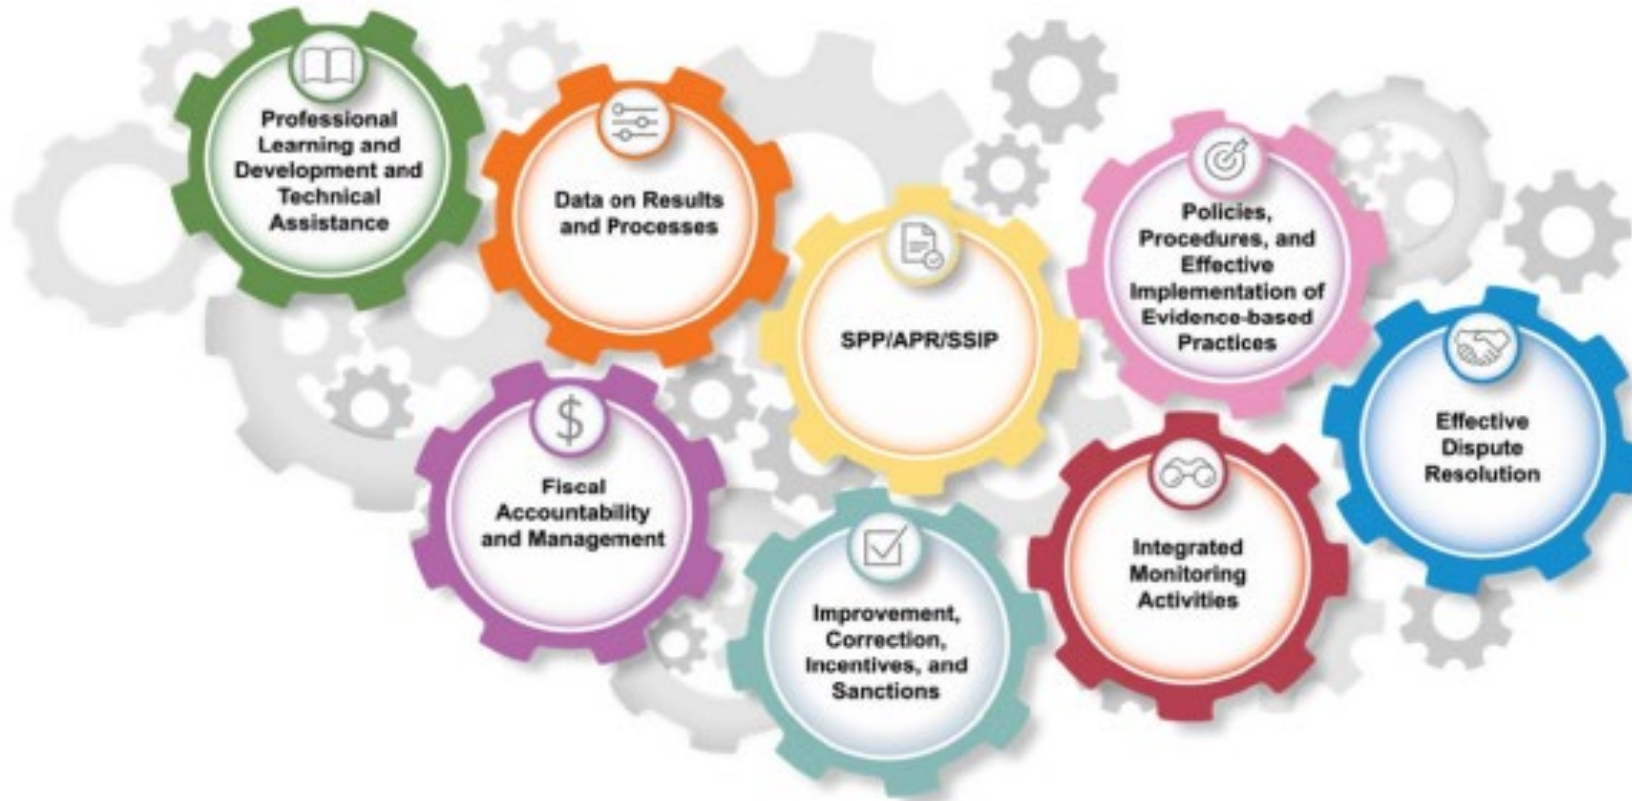 Professional
Learning and
Development and
Technical
Assistance
Data on Results
and Processes
SPP/APR/SSIP
Policies,
Procedures, and
Effective
Implementation of
Evidence-based
Practices
Effective
Dispute
Resolution
$
Fiscal
Accountability
and Management
Improvement,
Correction,
Incentives, and
Sanctions
Integrated
Monitoring
Activities